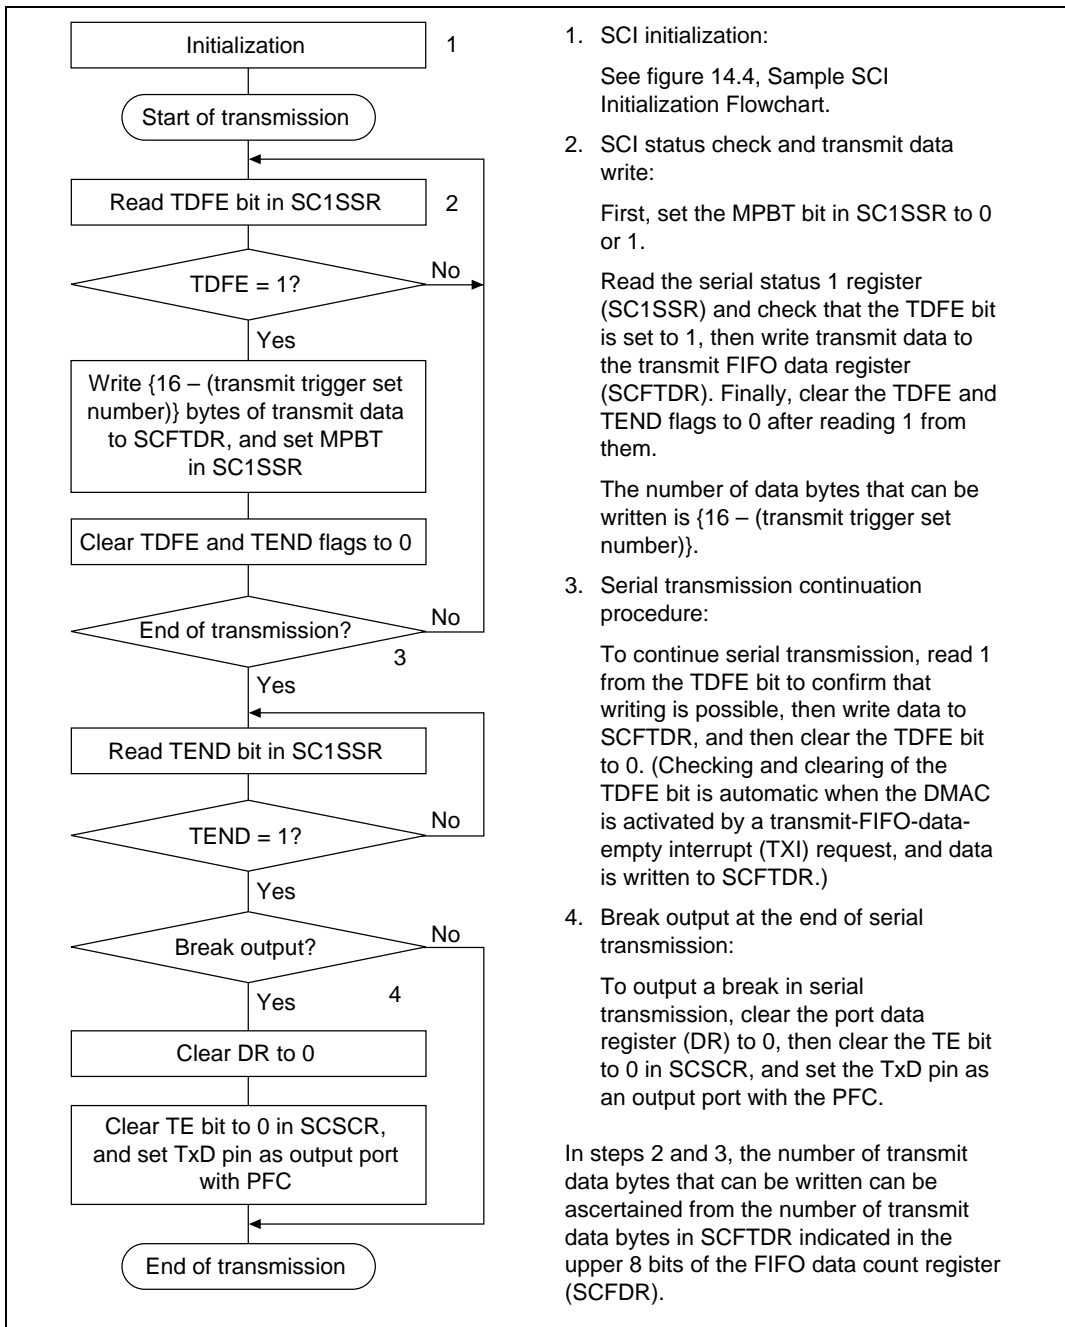 Initialization
1
Start of transmission
Read TDFE bit in SC1SSR
2
TDFE = 1?
No
Yes
Write {16 – (transmit trigger set
number)} bytes of transmit data
to SCFTDR, and set MPBT
in SC1SSR
Clear TDFE and TEND flags to 0
End of transmission?
No
3
Yes
Read TEND bit in SC1SSR
TEND = 1?
No
Yes
Break output?
No
4
Yes
Clear DR to 0
Clear TE bit to 0 in SCSCR,
and set TxD pin as output port
with PFC
End of transmission
1. SCI initialization:
See figure 14.4, Sample SCI
Initialization Flowchart.
2. SCI status check and transmit data
write:
First, set the MPBT bit in SC1SSR to 0
or 1.
Read the serial status 1 register
(SC1SSR) and check that the TDFE bit
is set to 1, then write transmit data to
the transmit FIFO data register
(SCFTDR). Finally, clear the TDFE and
TEND flags to 0 after reading 1 from
them.
The number of data bytes that can be
written is {16 – (transmit trigger set
number)}.
3. Serial transmission continuation
procedure:
To continue serial transmission, read 1
from the TDFE bit to confirm that
writing is possible, then write data to
SCFTDR, and then clear the TDFE bit
to 0. (Checking and clearing of the
TDFE bit is automatic when the DMAC
is activated by a transmit-FIFO-data-
empty interrupt (TXI) request, and data
is written to SCFTDR.)
4. Break output at the end of serial
transmission:
To output a break in serial
transmission, clear the port data
register (DR) to 0, then clear the TE bit
to 0 in SCSCR, and set the TxD pin as
an output port with the PFC.
In steps 2 and 3, the number of transmit
data bytes that can be written can be
ascertained from the number of transmit
data bytes in SCFTDR indicated in the
upper 8 bits of the FIFO data count register
(SCFDR).